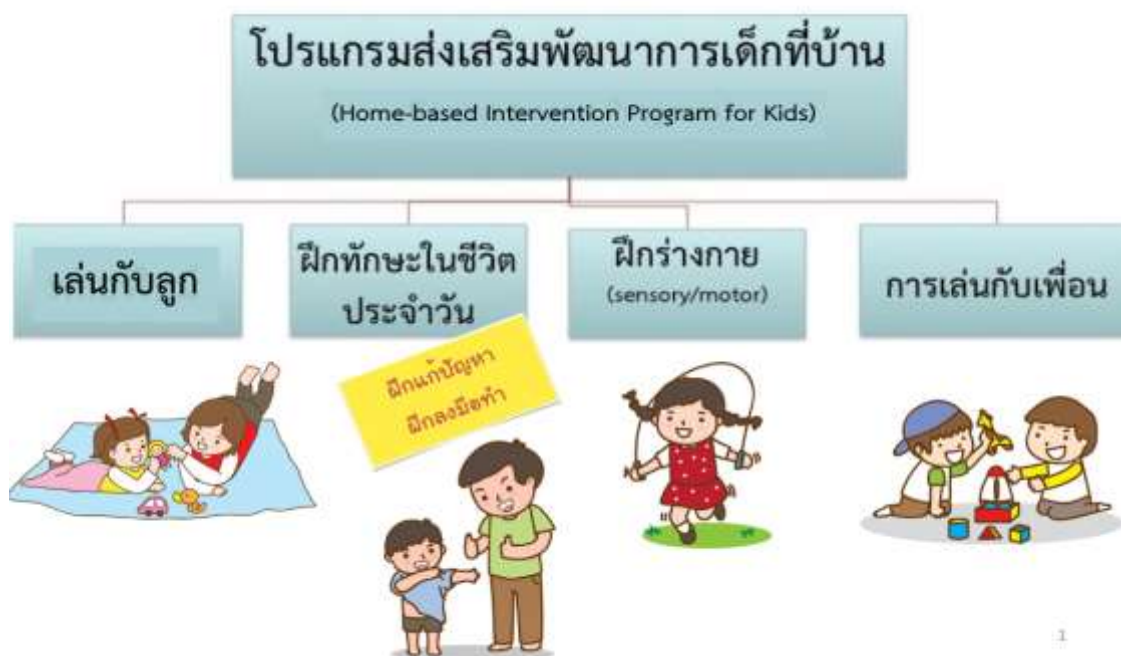 โปรแกรมส่งเสริมพัฒนาการเด็กที่บ้าน
(Home-based Intervention Program for Kids)
เล่นกับลูก
ฝึกทักษะในชีวิต
ประจำวัน
ฝึกร่างกาย
(sensory/motor)
การเล่นกับเพื่อน
ฝึกแก้ปัญหา
ฝึกลงมือทำ
1